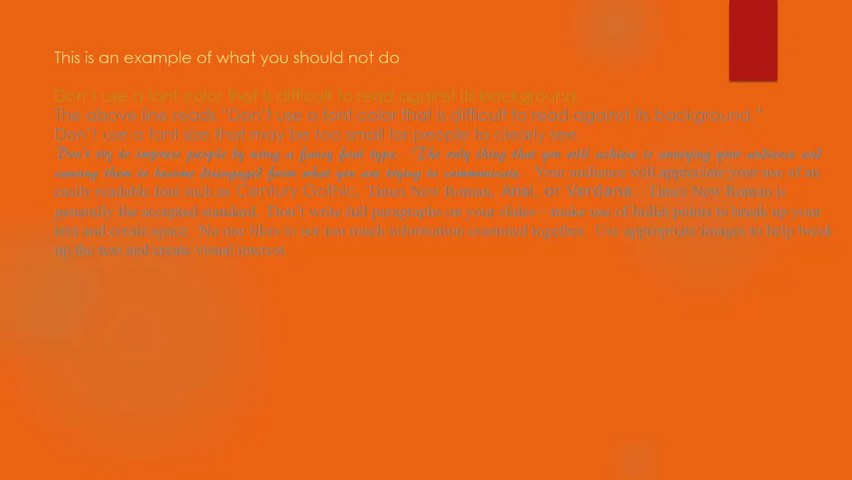 This is an example of what you should not do
Don't use a font color that is difficult to read against its background.
The above line reads "Don't use a font color that is difficult to read against its background."
Don't use a font size that may be too small for people to clearly see.
Don't try to impress people by using a fancy font type. The only thing that you will achieve is annoying your audience and
causing them to become disengaged form what you are trying to communicate. Your audience will appreciate your use of an
easily readable font such as Century Gothic, Times New Roman, Arial, or Verdana. Times New Roman is
generally the accepted standard. Don't write full paragraphs on your slides—make use of bullet points to break up your
text and create space. No one likes to see too much information crammed together. Use appropriate images to help break
up the text and create visual interest.